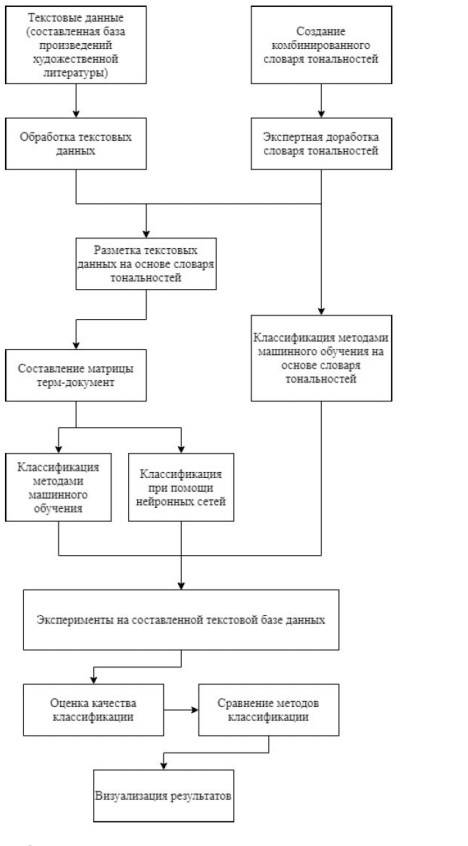 Текстовые данные
(составленная база
произведений
художественной
литературы)
Создание
комбинированного
словаря тональностей
Обработка текстовых
данных
Экспертная доработка
словаря тональностей
Разметка текстовых
данных на основе словаря
тональностей
Классификация методами
машинного обучения на
основе словаря
тональностей
Составление матрицы
терм-документ
Классификация
методами
машинного
обучения
Классификация
при помощи
нейронных сетей
Эксперименты на составленной текстовой базе данных
Оценка качества
классификации
Сравнение методов
классификации
Визуализация результатов